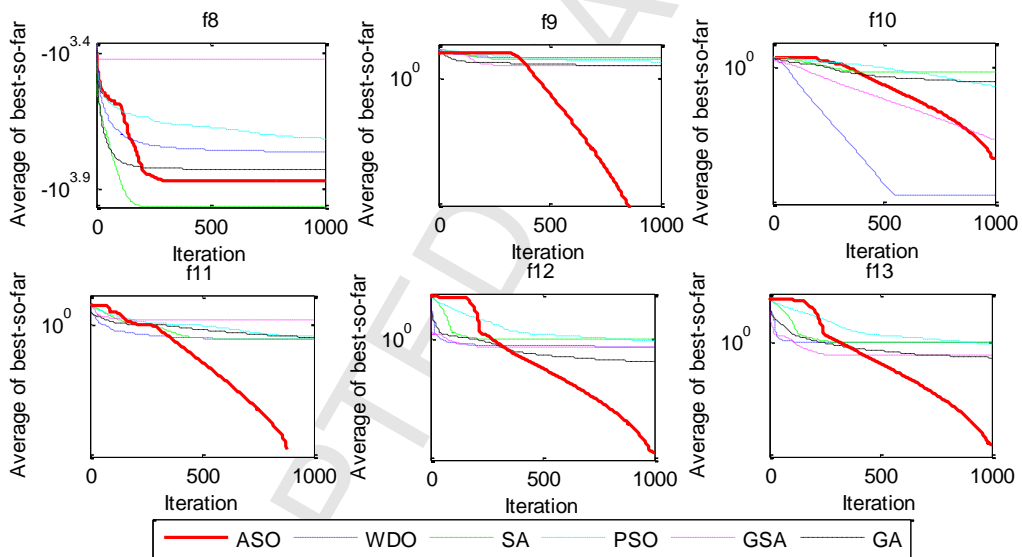 f8
f9
f10
Average of best-so-far
-10^3.4
-10^3.9
0
500
1000
Iteration
Average of best-so-far
10^0
0
500
1000
Iteration
Average of best-so-far
10^0
0
500
1000
Iteration
f11
f12
f13
Average of best-so-far
10^0
0
500
1000
Iteration
Average of best-so-far
10^0
0
500
1000
Iteration
Average of best-so-far
10^0
0
500
1000
Iteration
ASO WDO SA PSO GSA GA